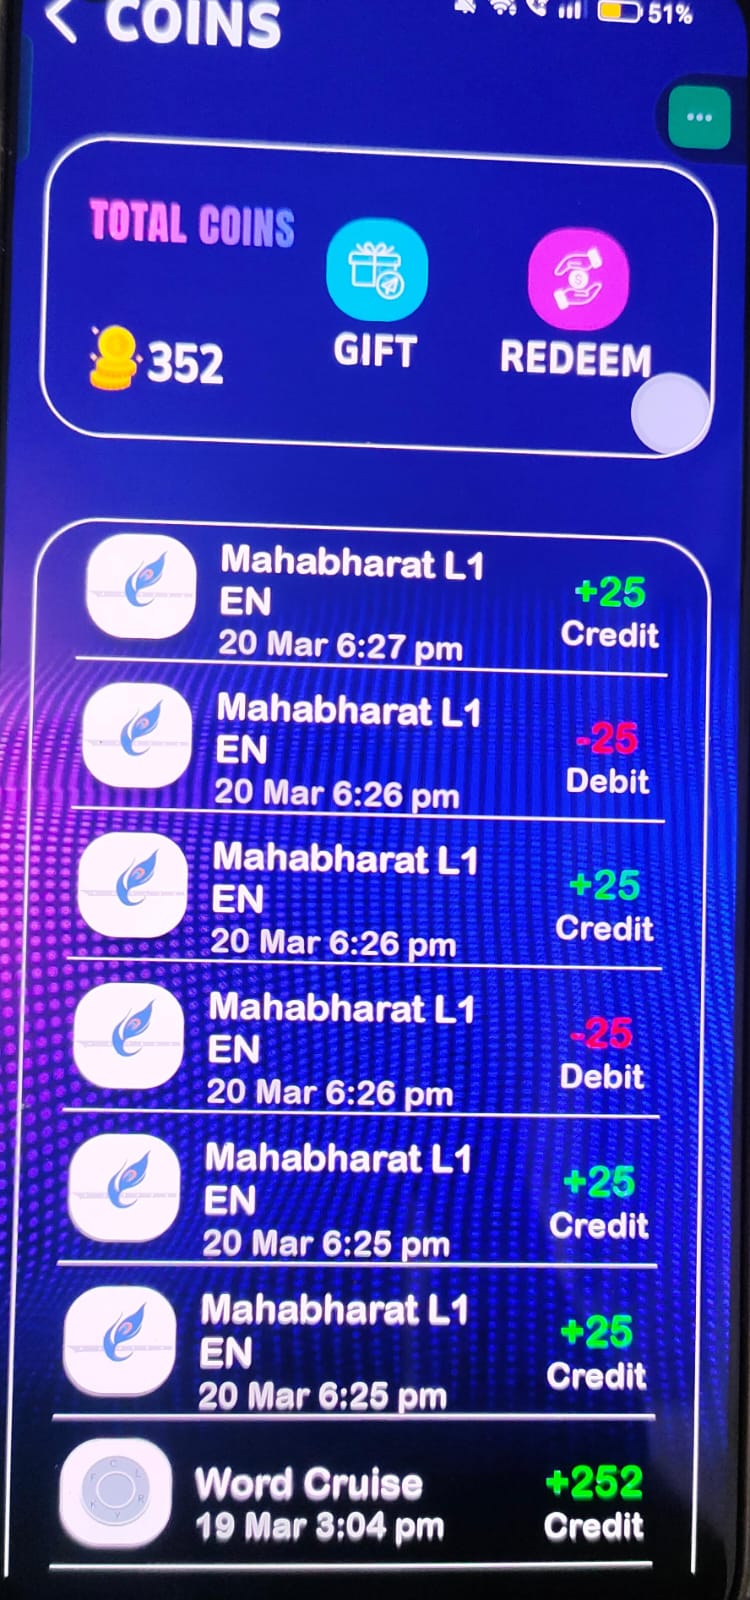 COINS
51%
TOTAL COINS
352
GIFT
REDEEM
Mahabharat L1
EN
20 Mar 6:27 pm
+25
Credit
Mahabharat L1
EN
20 Mar 6:26 pm
-25
Debit
Mahabharat L1
EN
20 Mar 6:26 pm
+25
Credit
Mahabharat L1
EN
20 Mar 6:26 pm
-25
Debit
Mahabharat L1
EN
20 Mar 6:25 pm
+25
Credit
Mahabharat L1
EN
20 Mar 6:25 pm
+25
Credit
Word Cruise
19 Mar 3:04 pm
+252
Credit